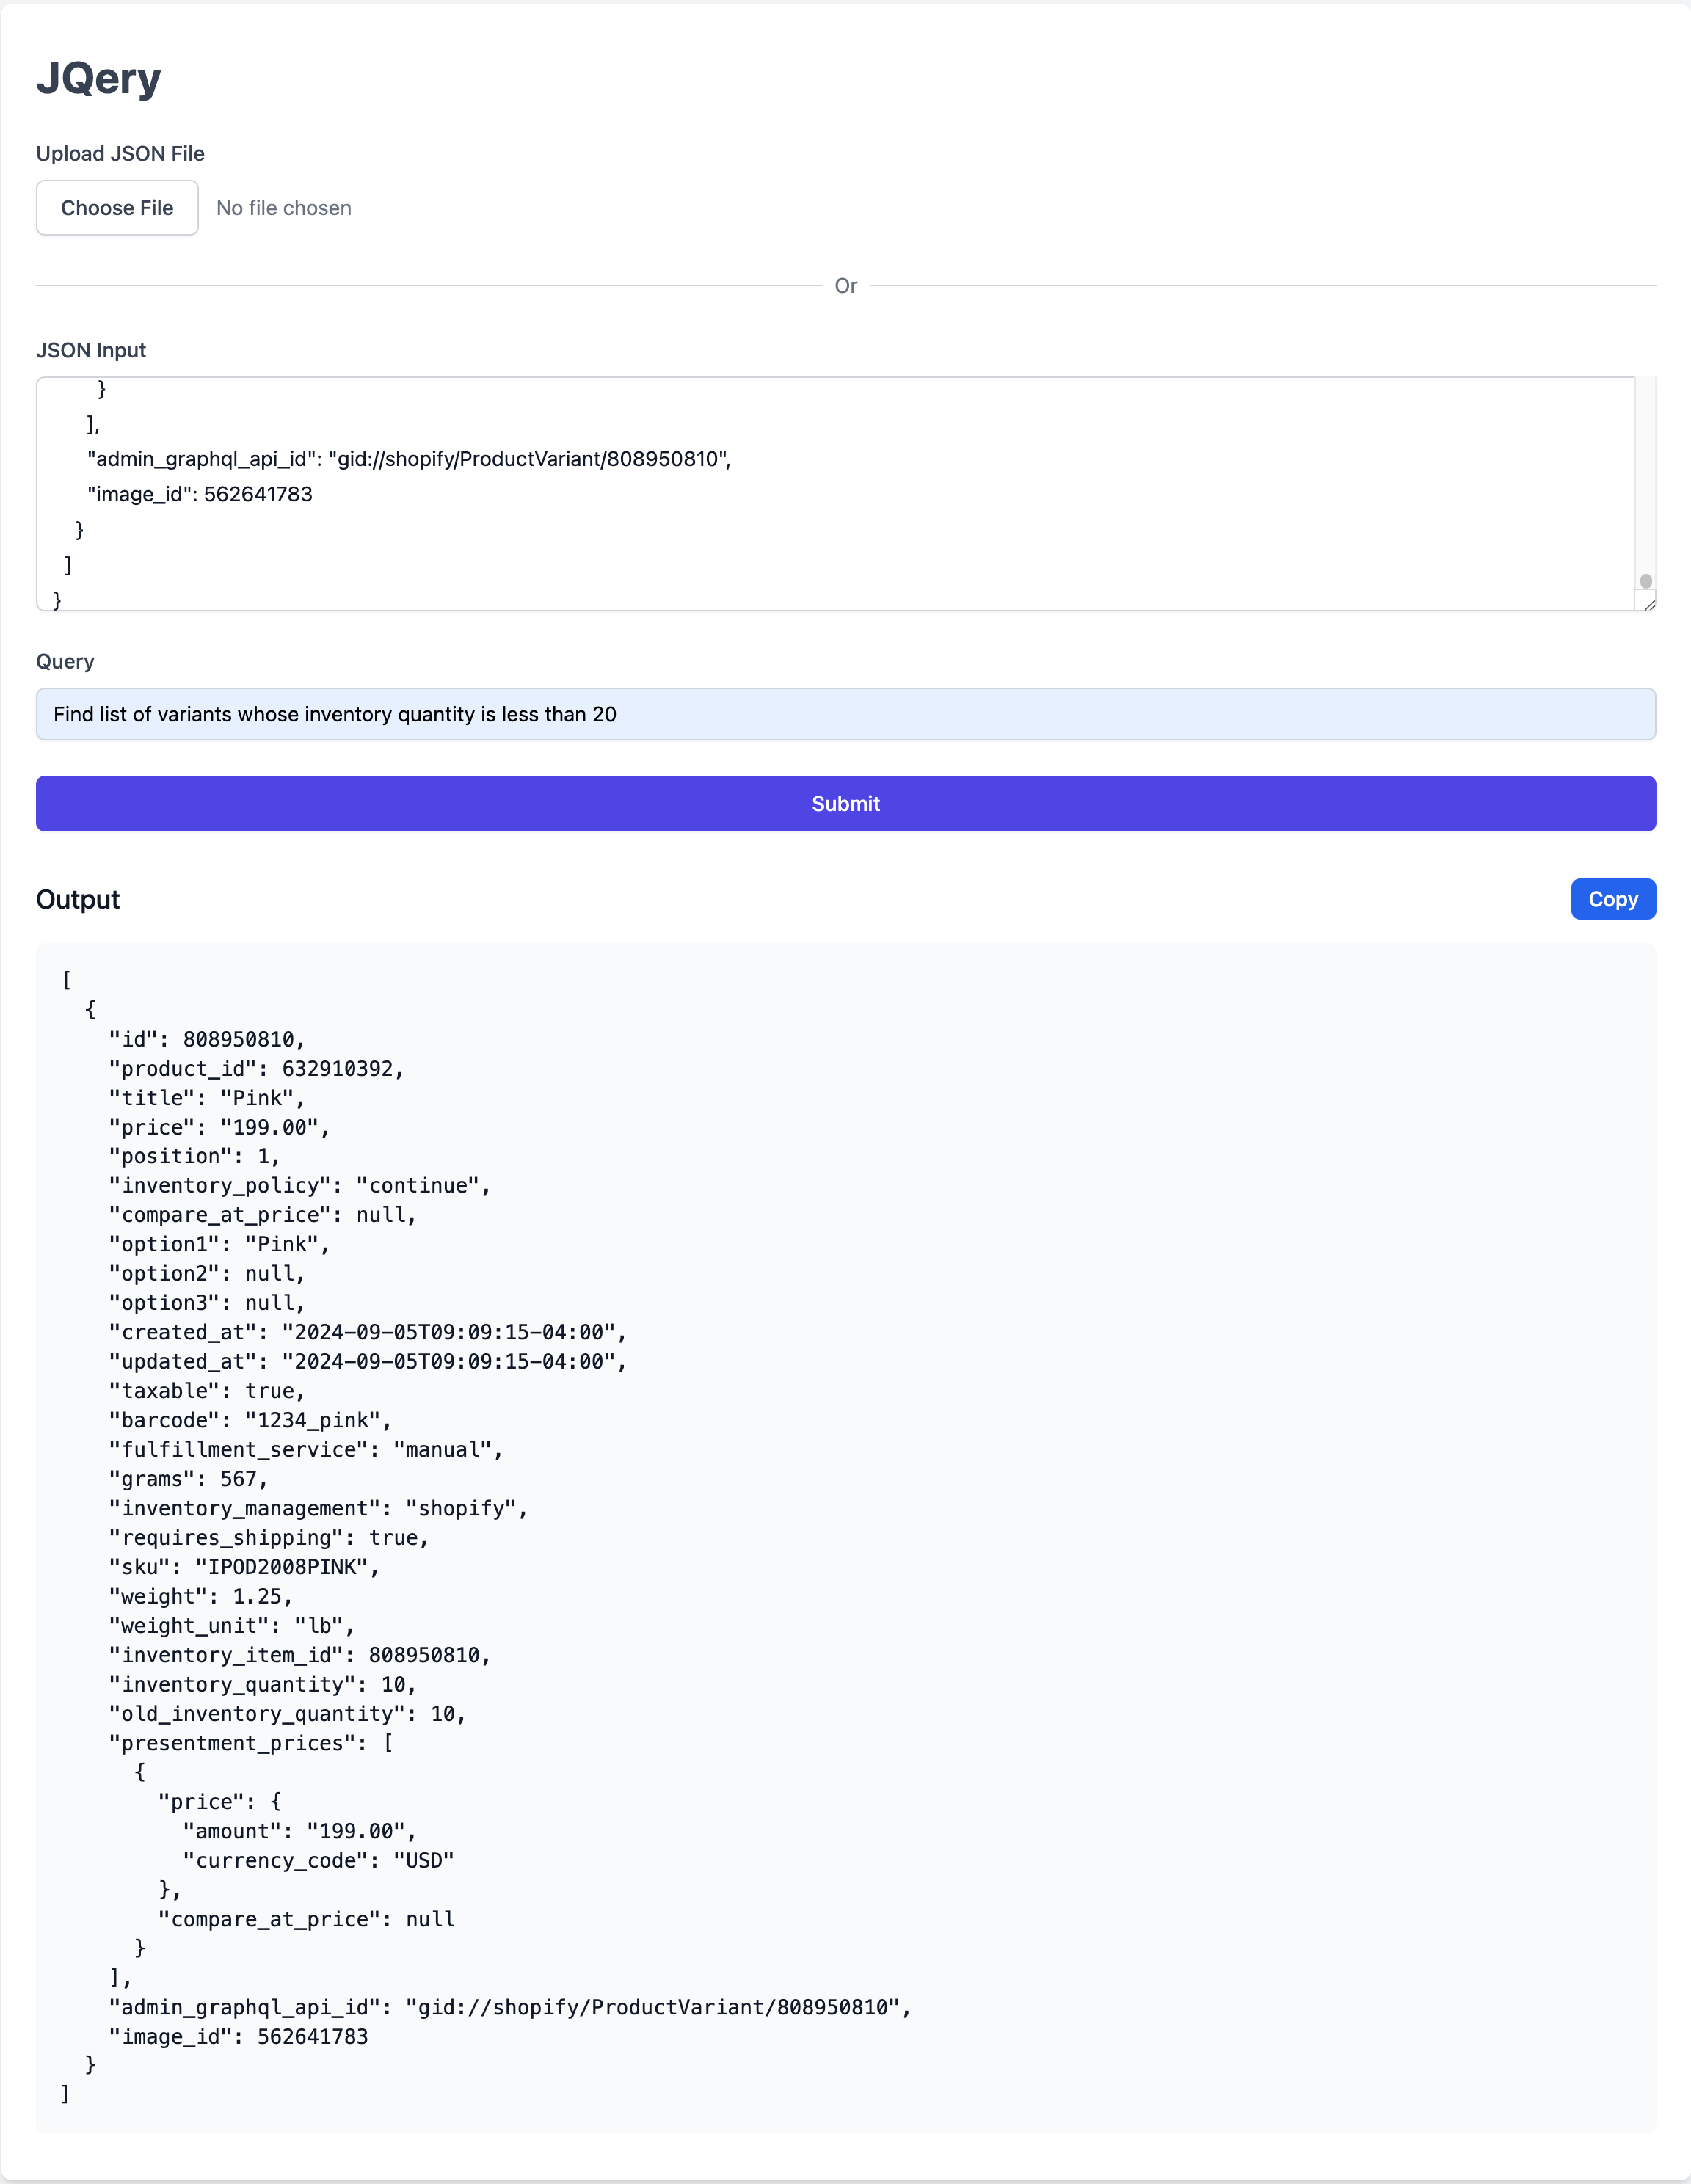 JQery
Upload JSON File
Choose File No file chosen
Or
JSON Input
}
],
"admin_graphql_api_id": "gid://shopify/ProductVariant/808950810",
"image_id": 562641783
}
]
}
Query
Find list of variants whose inventory quantity is less than 20
Submit
Output
Copy
[
  {
    "id": 808950810,
    "product_id": 632910392,
    "title": "Pink",
    "price": "199.00",
    "position": 1,
    "inventory_policy": "continue",
    "compare_at_price": null,
    "option1": "Pink",
    "option2": null,
    "option3": null,
    "created_at": "2024-09-05T09:09:15-04:00",
    "updated_at": "2024-09-05T09:09:15-04:00",
    "taxable": true,
    "barcode": "1234_pink",
    "fulfillment_service": "manual",
    "grams": 567,
    "inventory_management": "shopify",
    "requires_shipping": true,
    "sku": "IPOD2008PINK",
    "weight": 1.25,
    "weight_unit": "lb",
    "inventory_item_id": 808950810,
    "inventory_quantity": 10,
    "old_inventory_quantity": 10,
    "presentment_prices": [
      {
        "price": {
          "amount": "199.00",
          "currency_code": "USD"
        },
        "compare_at_price": null
      }
    ],
    "admin_graphql_api_id": "gid://shopify/ProductVariant/808950810",
    "image_id": 562641783
  }
]